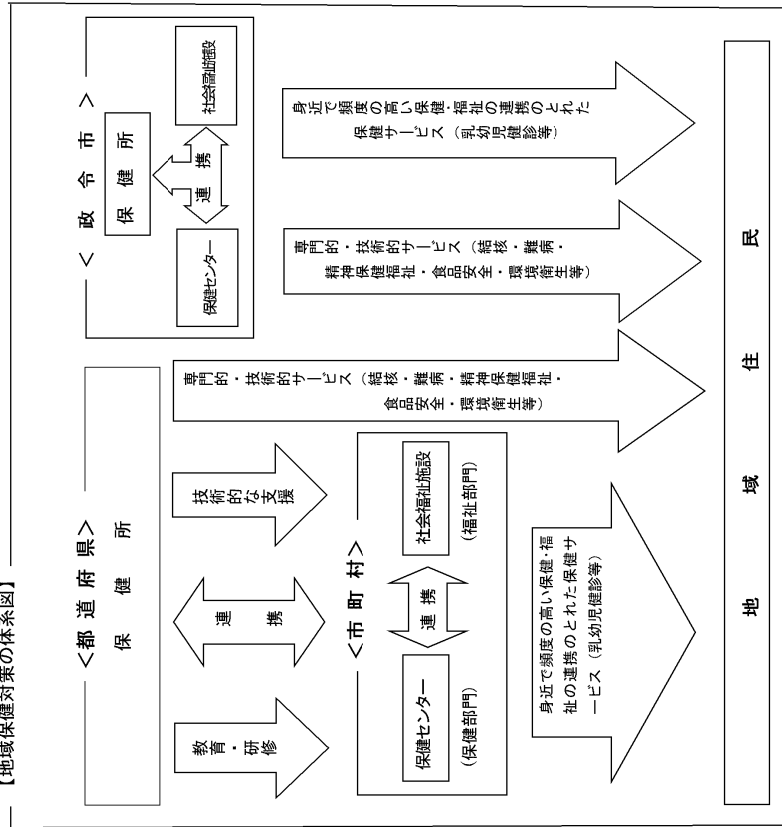 【地域保健対策の体系図】
＜都道府県＞
保健所
教育・研修
連携
技術的な支援
＜市町村＞
保健センター
(保健部門)
連携
社会福祉施設
(福祉部門)
身近で頻度の高い保健・福
祉の連携のとれた保健サ
ービス（乳幼児健診等）
専門的・技術的サービス（結核・難病・精神保健福祉・
食品安全・環境衛生等）
＜政令市＞
保健所
保健センター
連携
社会福祉施設
専門的・技術的サービス（結核・難病・
精神保健福祉・食品安全・環境衛生等）
身近で頻度の高い保健・福祉の連携のとれた
保健サービス（乳幼児健診等）
地域住民